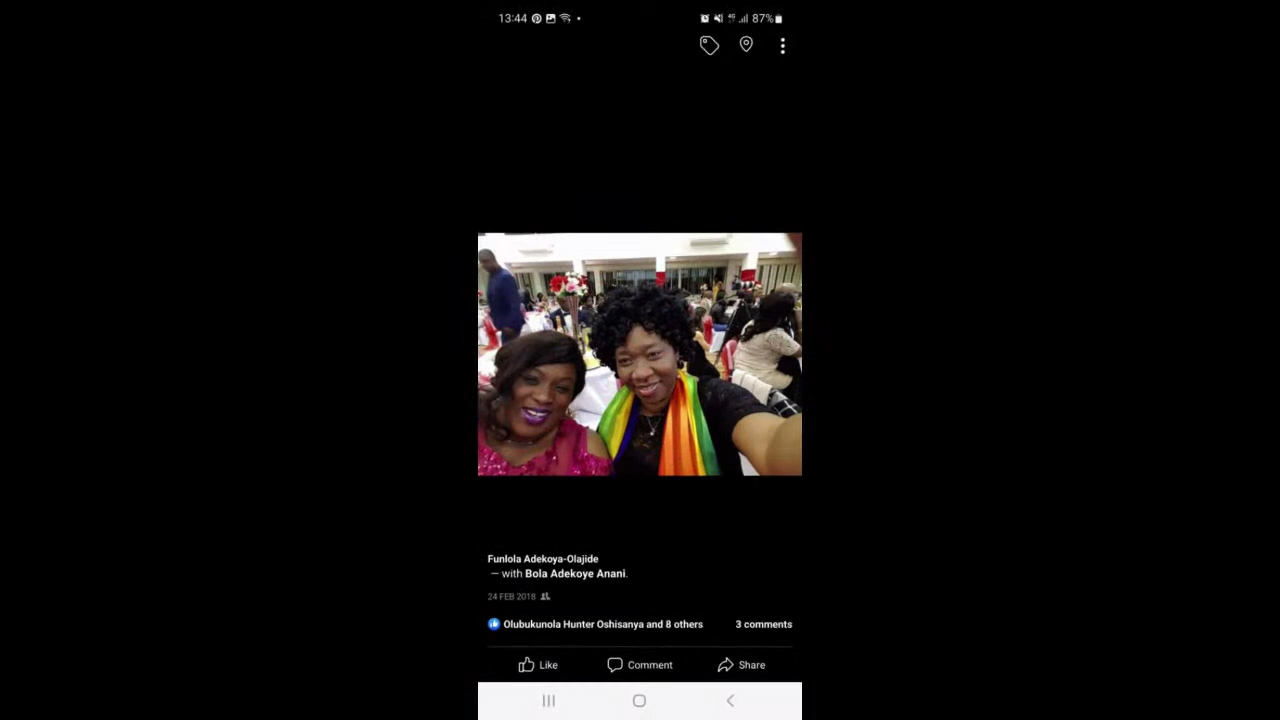 13:44 4G 87%
Funlola Adekoya-Olajide
— with Bola Adekoye Anani.
24 FEB 2018
Olubukunola Hunter Oshisanya and 8 others 3 comments
Like Comment Share